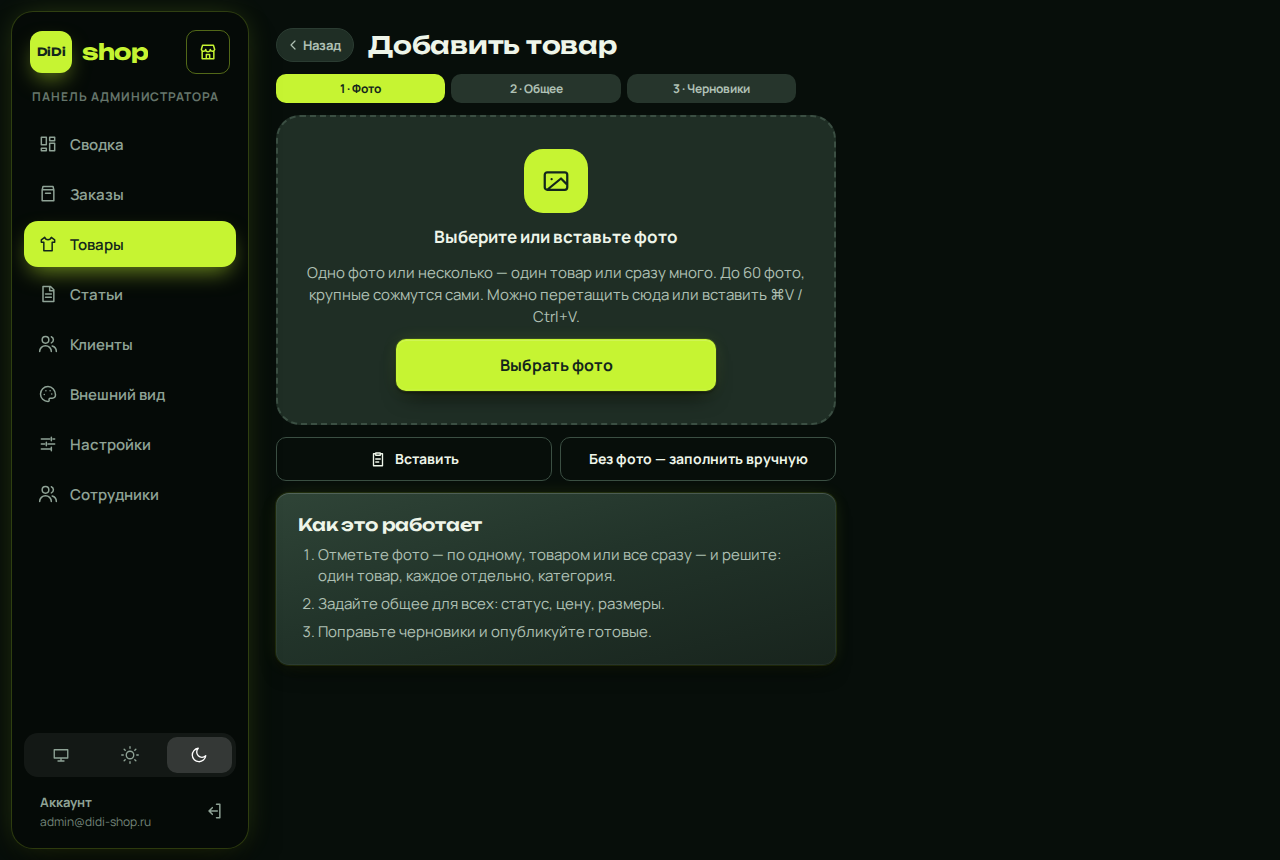 DiDi
shop
ПАНЕЛЬ АДМИНИСТРАТОРА
Сводка
Заказы
Товары
Статьи
Клиенты
Внешний вид
Настройки
Сотрудники
Аккаунт
admin@didi-shop.ru
Назад
Добавить товар
1 · Фото
2 · Общее
3 · Черновики
Выберите или вставьте фото
Одно фото или несколько — один товар или сразу много. До 60 фото,
крупные сожмутся сами. Можно перетащить сюда или вставить ⌘V /
Ctrl+V.
Выбрать фото
Вставить
Без фото — заполнить вручную
Как это работает
1. Отметьте фото — по одному, товаром или все сразу — и решите:
один товар, каждое отдельно, категория.
2. Задайте общее для всех: статус, цену, размеры.
3. Поправьте черновики и опубликуйте готовые.